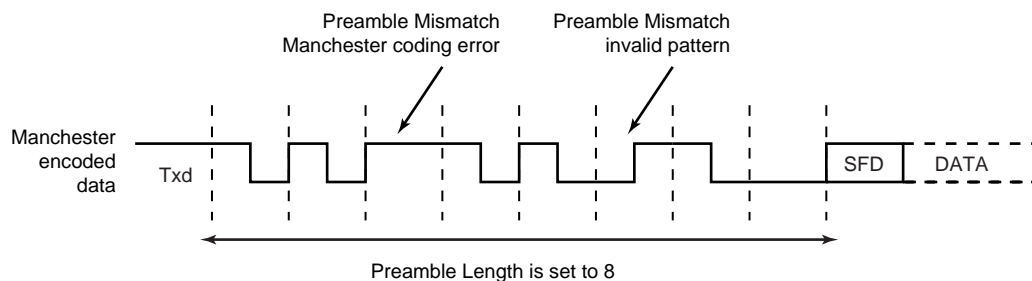 Preamble Mismatch
Manchester coding error
Preamble Mismatch
invalid pattern
Manchester
encoded
data
Txd
SFD
DATA
Preamble Length is set to 8